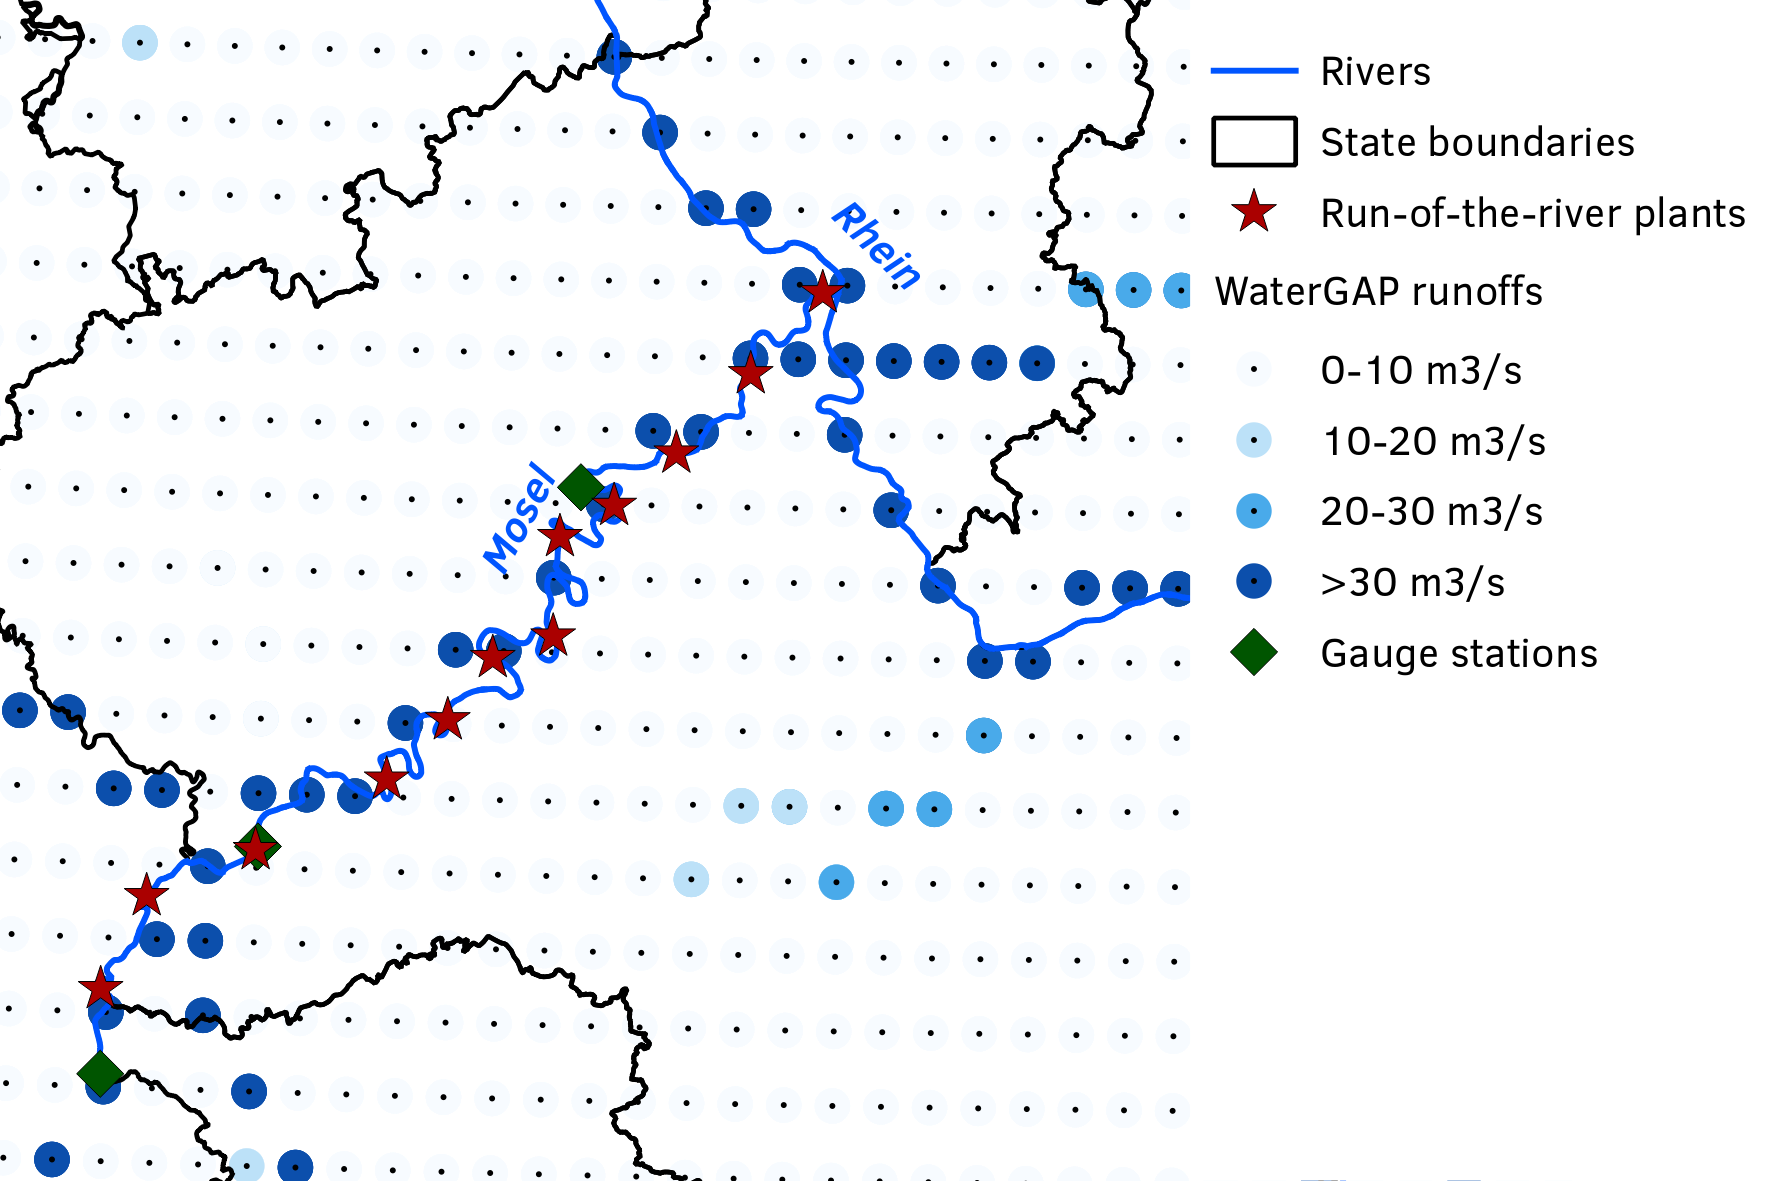 Rhein
Mosel
Rivers
State boundaries
Run-of-the-river plants
WaterGAP runoffs
0-10 m3/s
10-20 m3/s
20-30 m3/s
>30 m3/s
Gauge stations